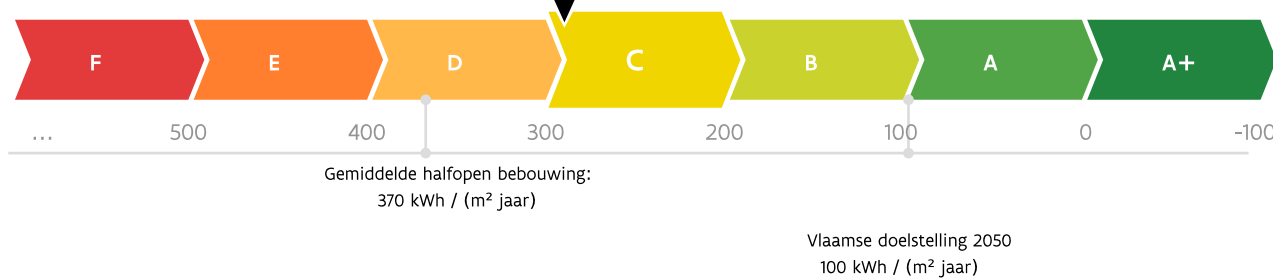 F E D C B A A+
... 500 400 300 200 100 0 -100
Gemiddelde halfopen bebouwing:
370 kWh / (m² jaar)
Vlaamse doelstelling 2050
100 kWh / (m² jaar)